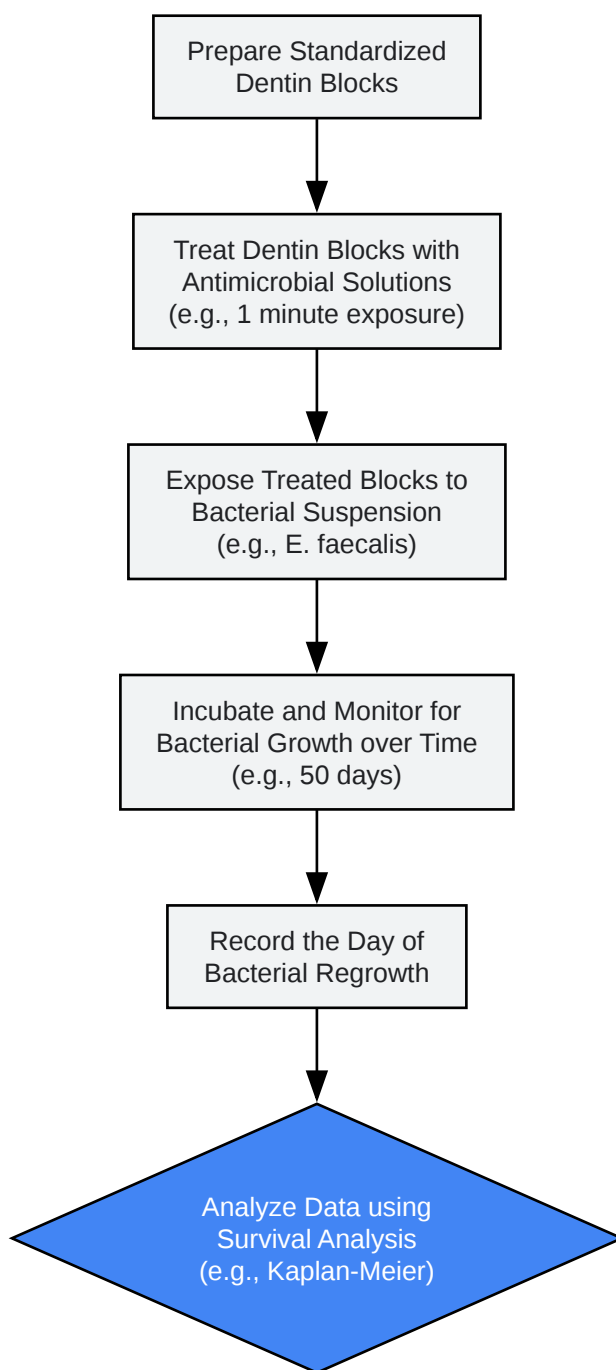 Prepare Standardized
Dentin Blocks
Treat Dentin Blocks with
Antimicrobial Solutions
(e.g., 1 minute exposure)
Expose Treated Blocks to
Bacterial Suspension
(e.g., E. faecalis)
Incubate and Monitor for
Bacterial Growth over Time
(e.g., 50 days)
Record the Day of
Bacterial Regrowth
Analyze Data using
Survival Analysis
(e.g., Kaplan-Meier)